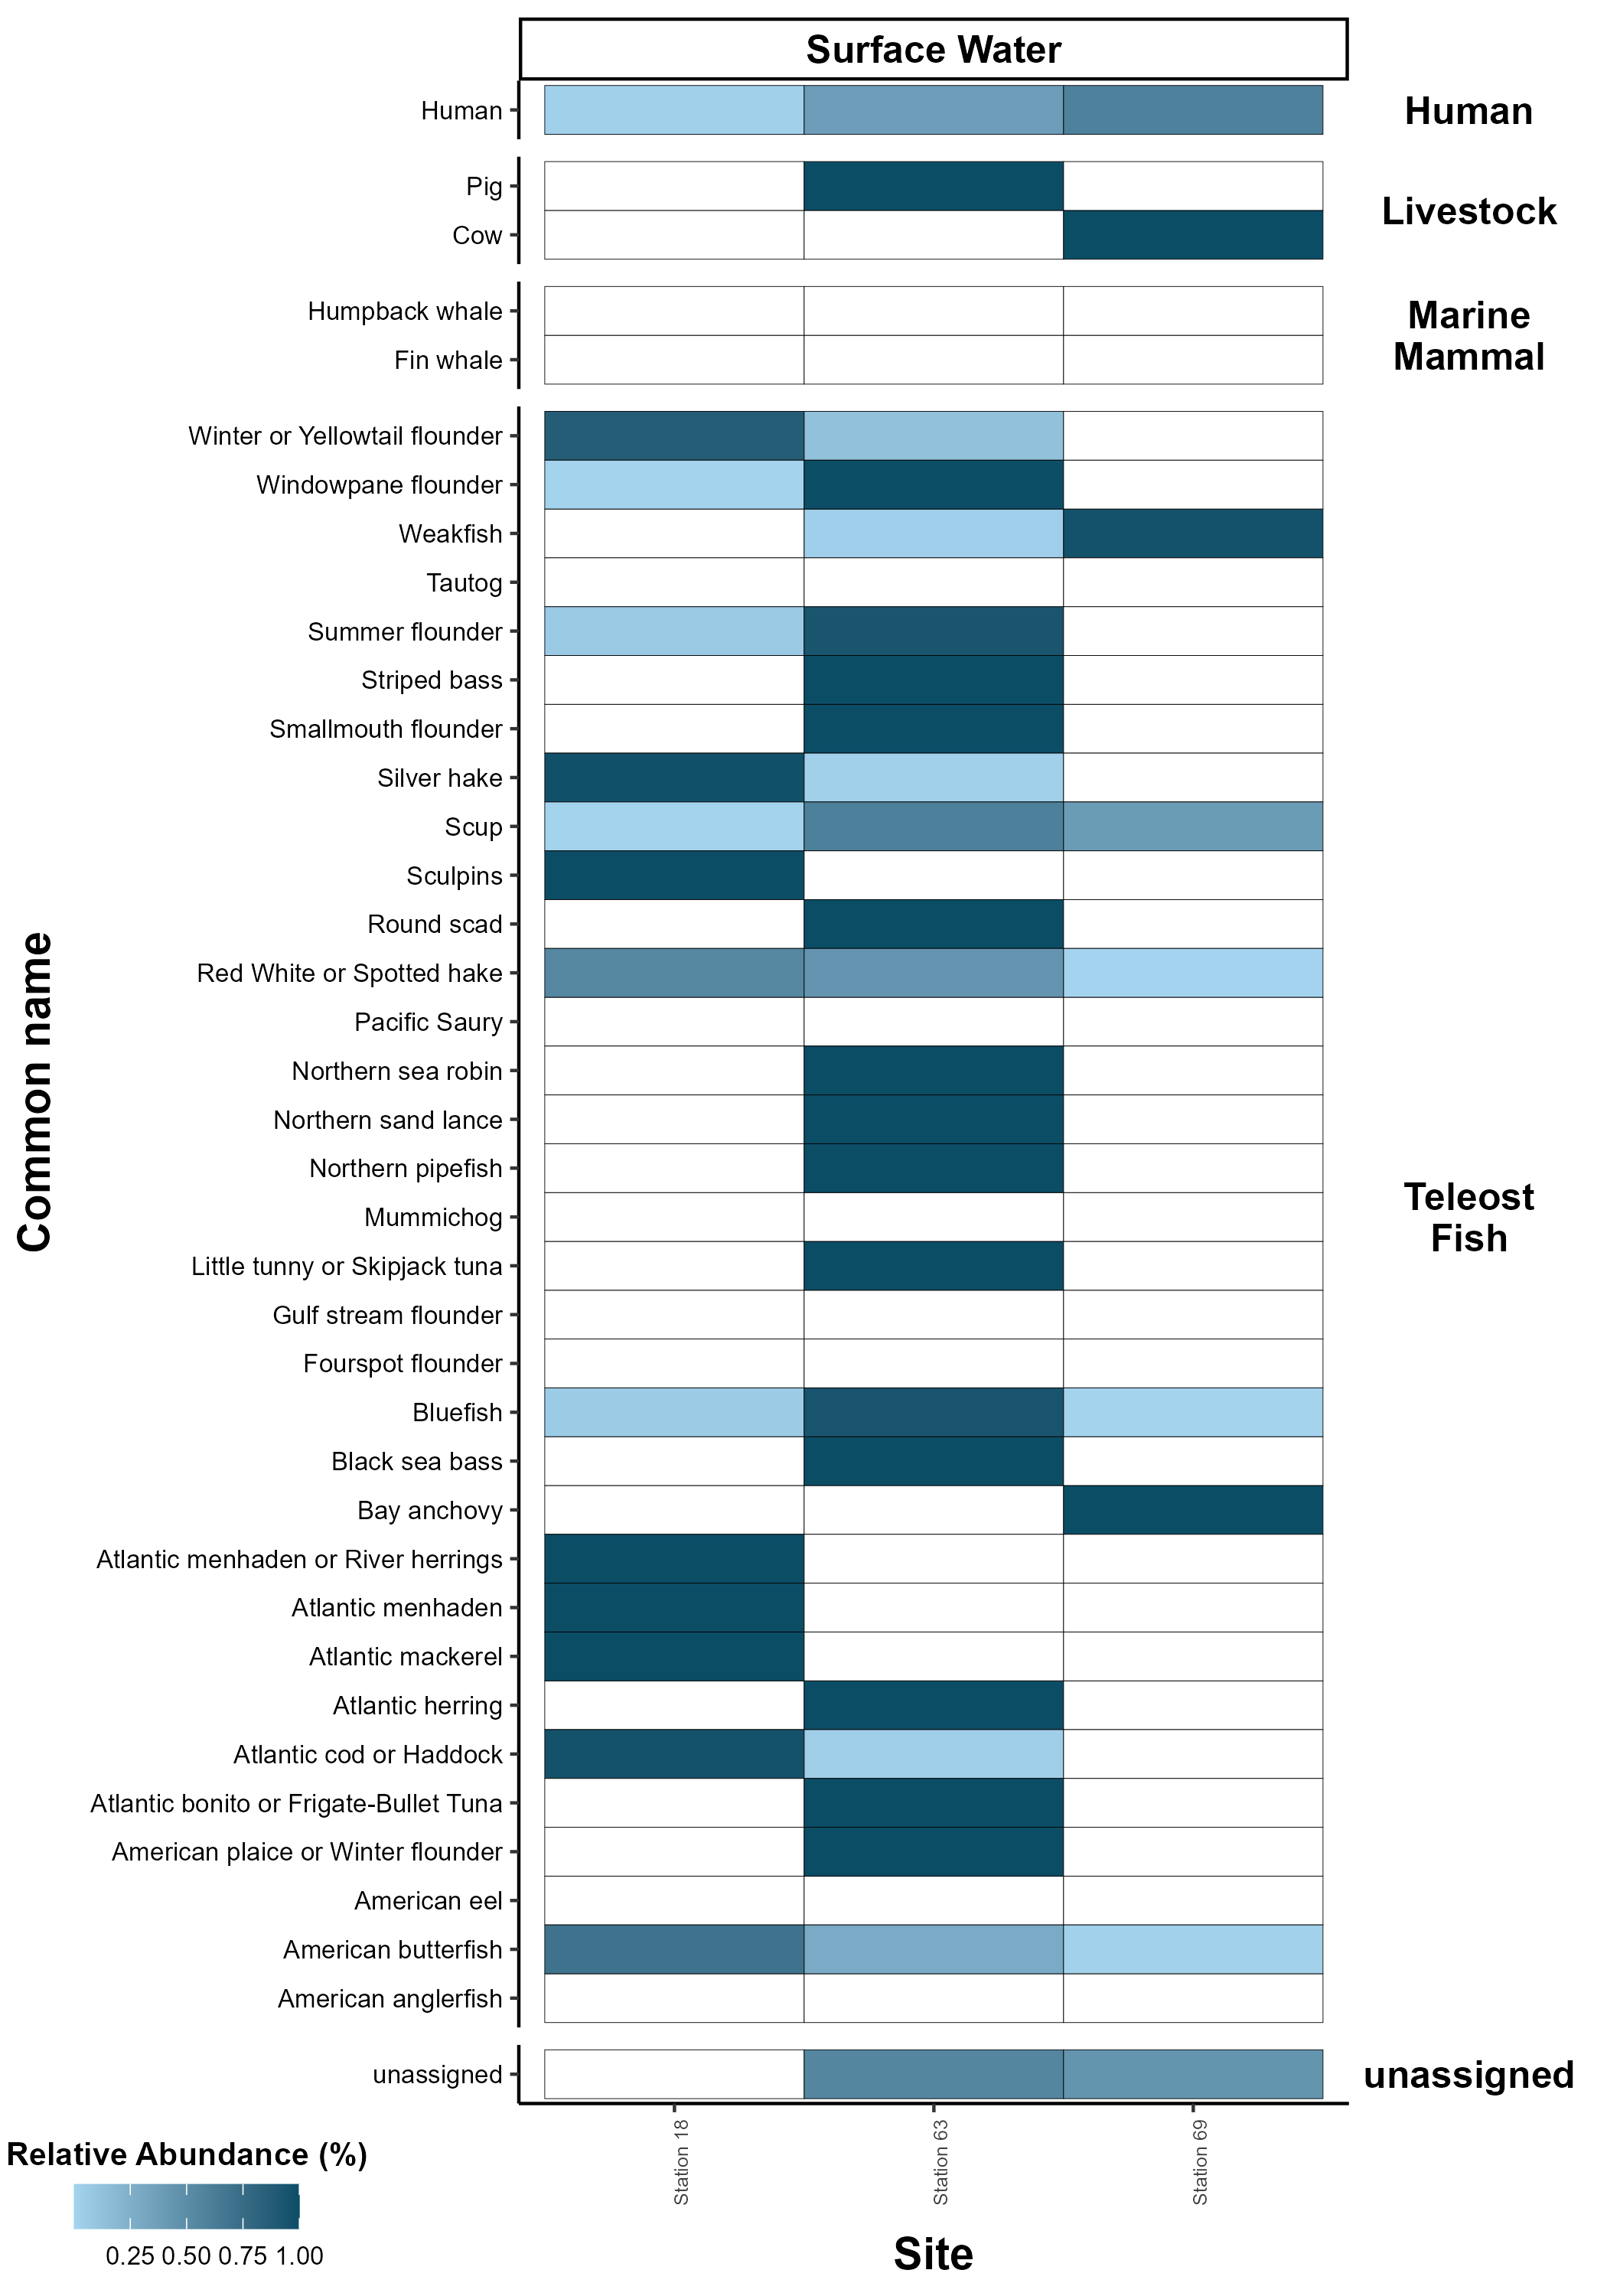 Surface Water
Human
Human
Pig
Cow
Livestock
Humpback whale
Fin whale
Marine
Mammal
Winter or Yellowtail flounder
Windowpane flounder
Weakfish
Tautog
Summer flounder
Striped bass
Smallmouth flounder
Silver hake
Scup
Sculpins
Round scad
Red White or Spotted hake
Pacific Saury
Northern sea robin
Northern sand lance
Northern pipefish
Mummichog
Little tunny or Skipjack tuna
Gulf stream flounder
Fourspot flounder
Bluefish
Black sea bass
Bay anchovy
Atlantic menhaden or River herrings
Atlantic menhaden
Atlantic mackerel
Atlantic herring
Atlantic cod or Haddock
Atlantic bonito or Frigate-Bullet Tuna
American plaice or Winter flounder
American eel
American butterfish
American anglerfish
Teleost
Fish
unassigned
unassigned
Common name
Station 18
Station 63
Station 69
Site
Relative Abundance (%)
0.25 0.50 0.75 1.00